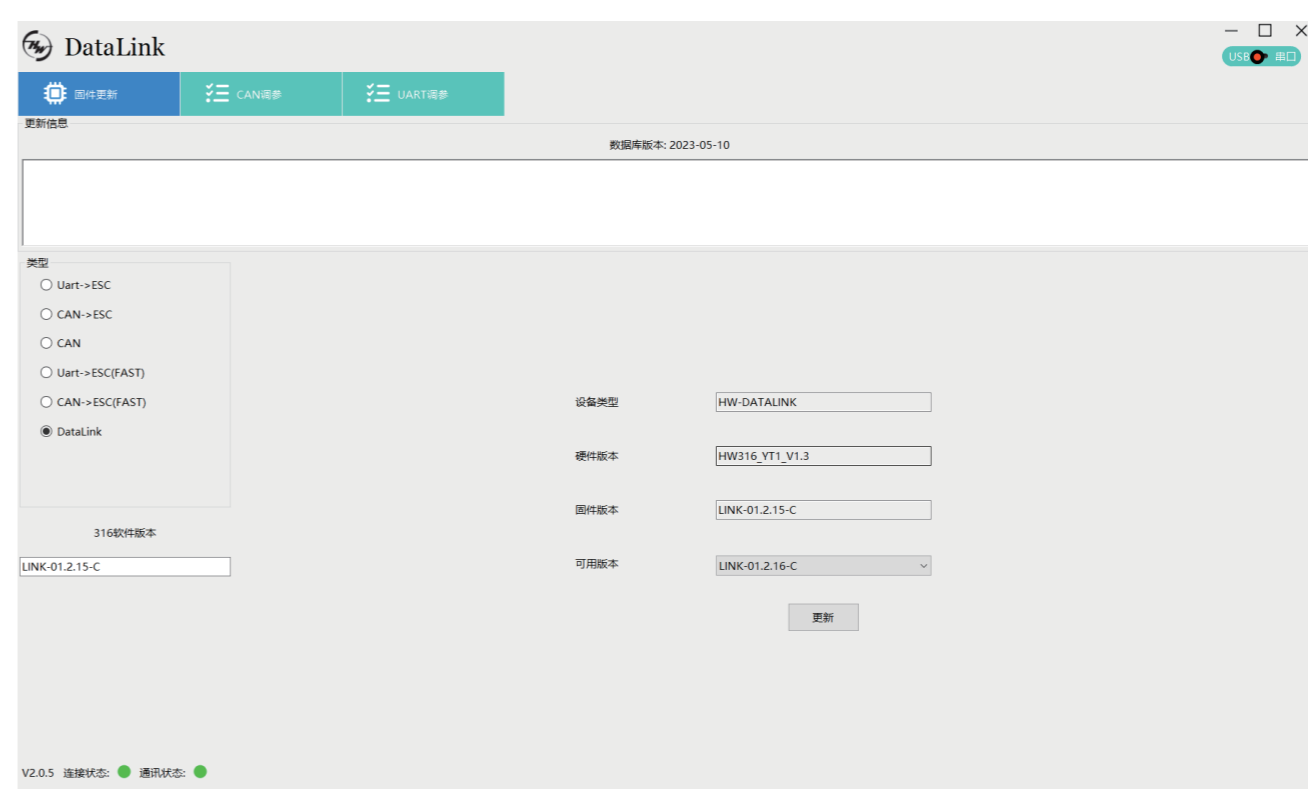 HW DataLink
USB 串口
固件更新 CAN调参 UART调参
更新信息
数据库版本: 2023-05-10
类型
Uart->ESC
CAN->ESC
CAN
Uart->ESC(FAST)
CAN->ESC(FAST)
DataLink
316软件版本
LINK-01.2.15-C
设备类型 HW-DATALINK
硬件版本 HW316_YT1_V1.3
固件版本 LINK-01.2.15-C
可用版本 LINK-01.2.16-C
更新
V2.0.5 连接状态: 通讯状态: